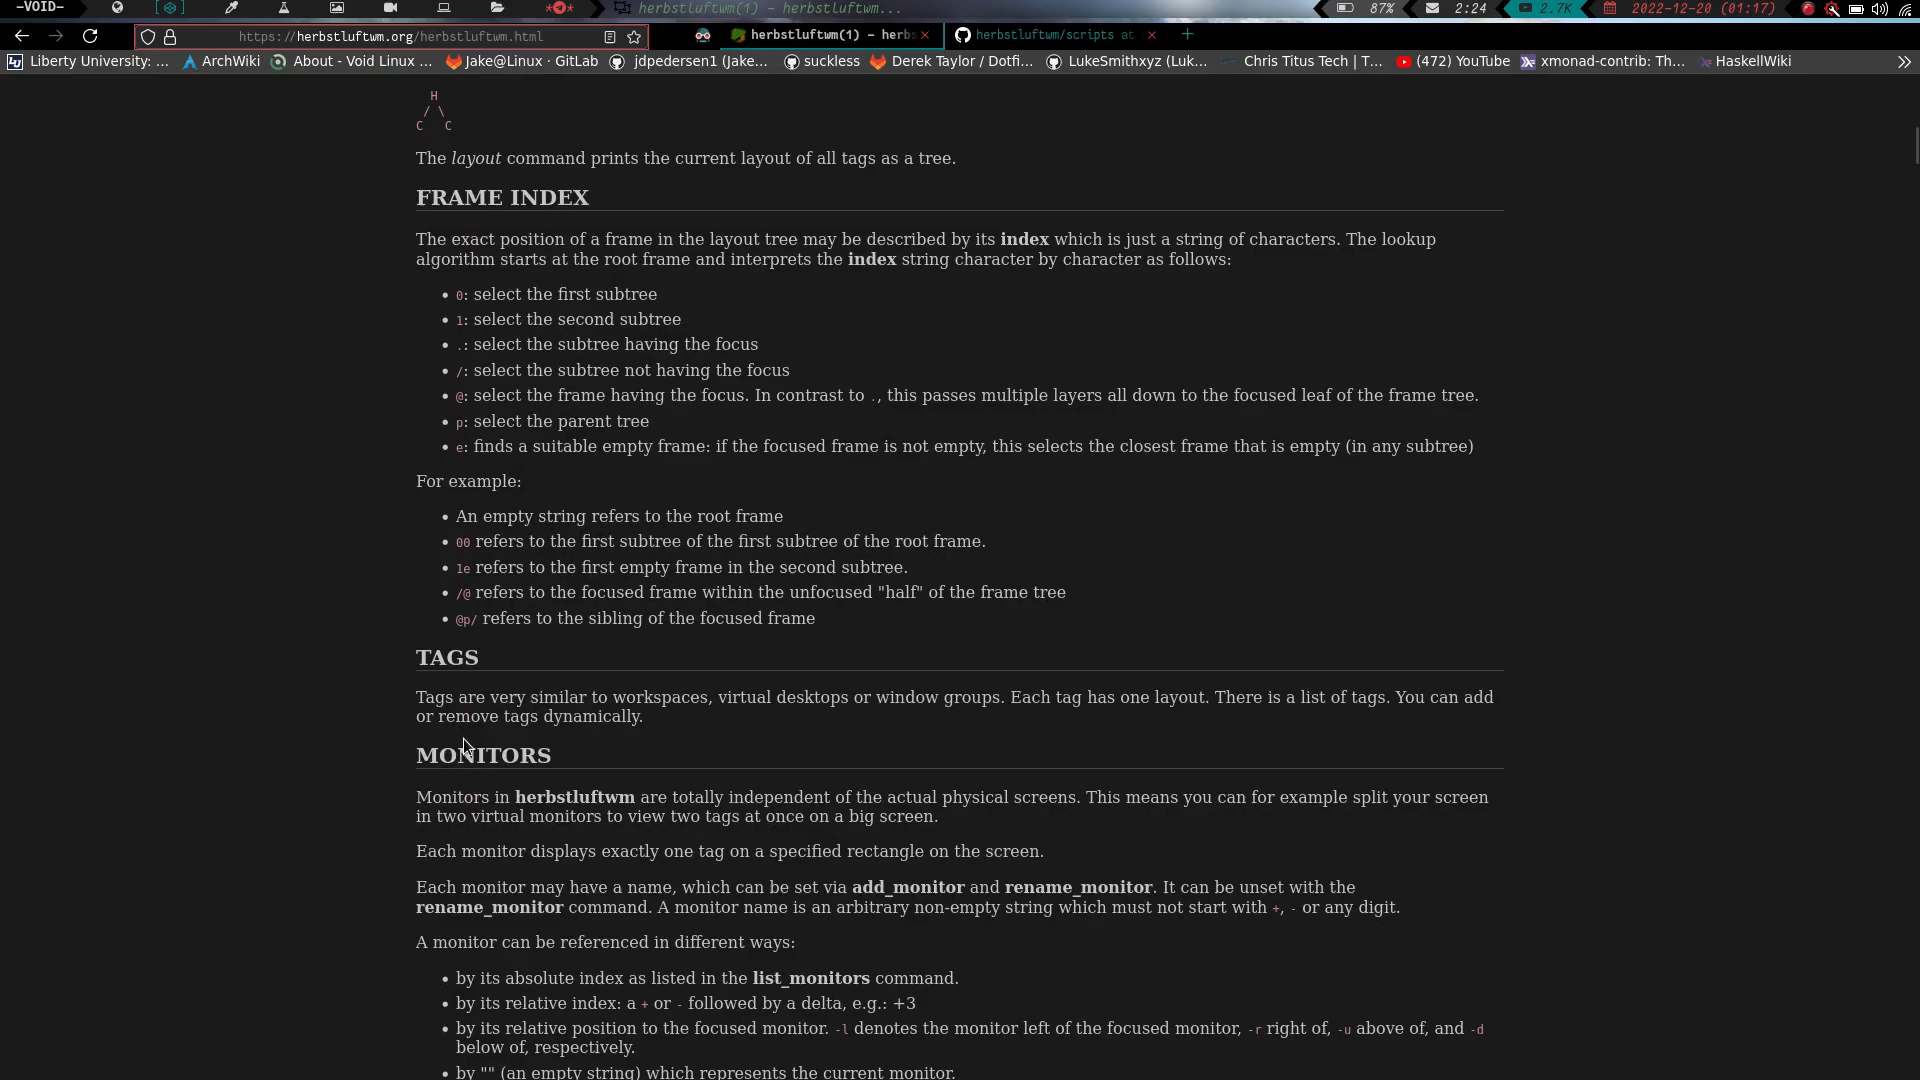 -VOID-
herbstluftwm(1) — herbstluftwm...
87%
2:24
2.7K
2022-12-20 (01:17)
https://herbstluftwm.org/herbstluftwm.html
herbstluftwm(1) — herbs
herbstluftwm/scripts at
Liberty University: ...
ArchWiki
About - Void Linux ...
Jake@Linux · GitLab
jdpedersen1 (Jake...
suckless
Derek Taylor / Dotfi...
LukeSmithxyz (Luk...
Chris Titus Tech | T...
(472) YouTube
xmonad-contrib: Th...
HaskellWiki
H
/ \
C C
The layout command prints the current layout of all tags as a tree.
FRAME INDEX
The exact position of a frame in the layout tree may be described by its index which is just a string of characters. The lookup
algorithm starts at the root frame and interprets the index string character by character as follows:
• 0: select the first subtree
• 1: select the second subtree
• .: select the subtree having the focus
• /: select the subtree not having the focus
• @: select the frame having the focus. In contrast to ., this passes multiple layers all down to the focused leaf of the frame tree.
• p: select the parent tree
• e: finds a suitable empty frame: if the focused frame is not empty, this selects the closest frame that is empty (in any subtree)
For example:
• An empty string refers to the root frame
• 00 refers to the first subtree of the first subtree of the root frame.
• 1e refers to the first empty frame in the second subtree.
• /@ refers to the focused frame within the unfocused "half" of the frame tree
• @p/ refers to the sibling of the focused frame
TAGS
Tags are very similar to workspaces, virtual desktops or window groups. Each tag has one layout. There is a list of tags. You can add
or remove tags dynamically.
MONITORS
Monitors in herbstluftwm are totally independent of the actual physical screens. This means you can for example split your screen
in two virtual monitors to view two tags at once on a big screen.
Each monitor displays exactly one tag on a specified rectangle on the screen.
Each monitor may have a name, which can be set via add_monitor and rename_monitor. It can be unset with the
rename_monitor command. A monitor name is an arbitrary non-empty string which must not start with +, - or any digit.
A monitor can be referenced in different ways:
• by its absolute index as listed in the list_monitors command.
• by its relative index: a + or - followed by a delta, e.g.: +3
• by its relative position to the focused monitor. -l denotes the monitor left of the focused monitor, -r right of, -u above of, and -d
below of, respectively.
• by "" (an empty string) which represents the current monitor.